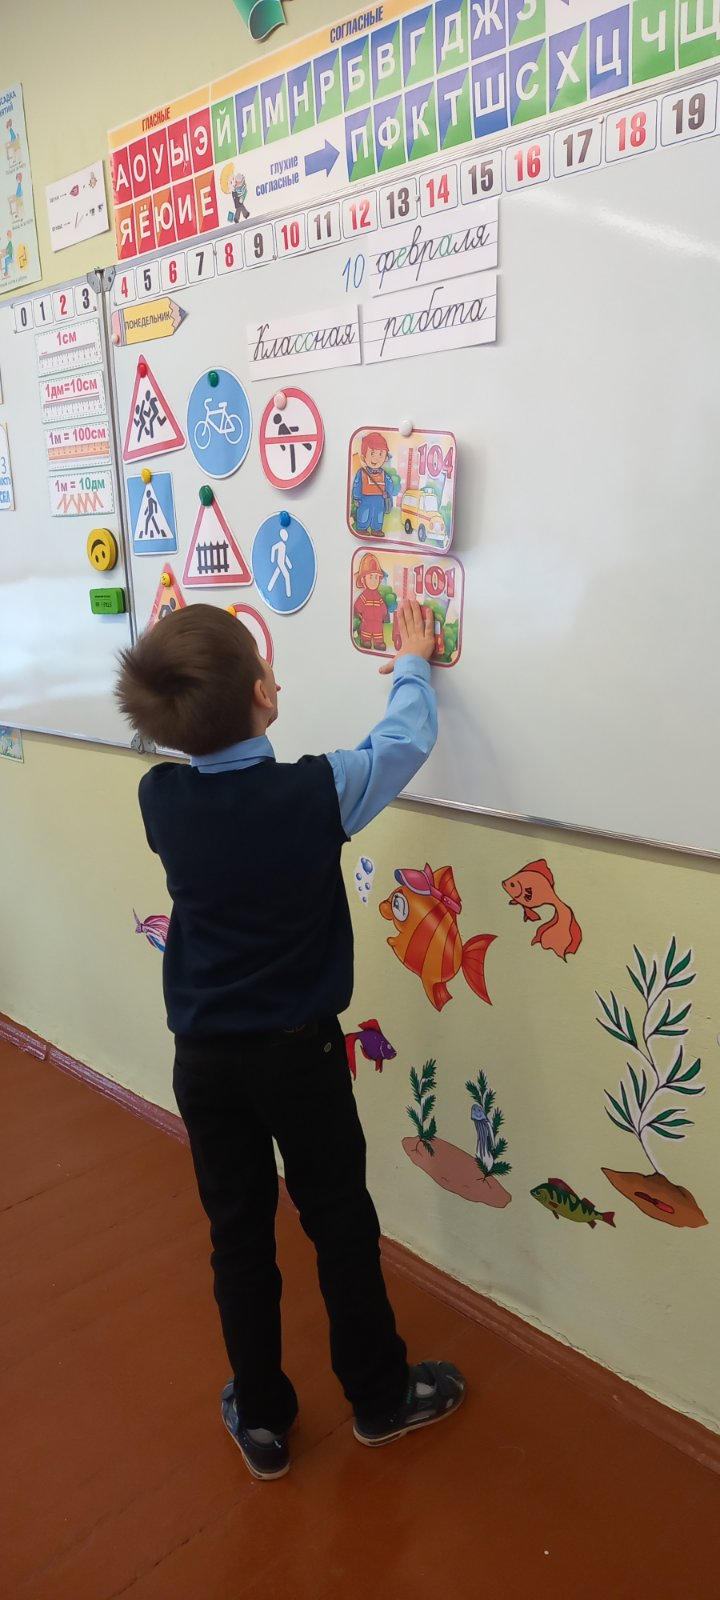 СОГЛАСНЫЕ
ГЛАСНЫЕ
А О У Ы Э Й Л М Н Р Б В Г Д Ж З
Я Ё Ю И Е
глухие
согласные
П Ф К Т Ш С Х Ц Ч Щ
0 1 2 3 4 5 6 7 8 9 10 11 12 13 14 15 16 17 18 19
10 февраля
ПОНЕДЕЛЬНИК
Классная работа
1см
1дм=10см
1м = 100см
1м = 10дм
104
101